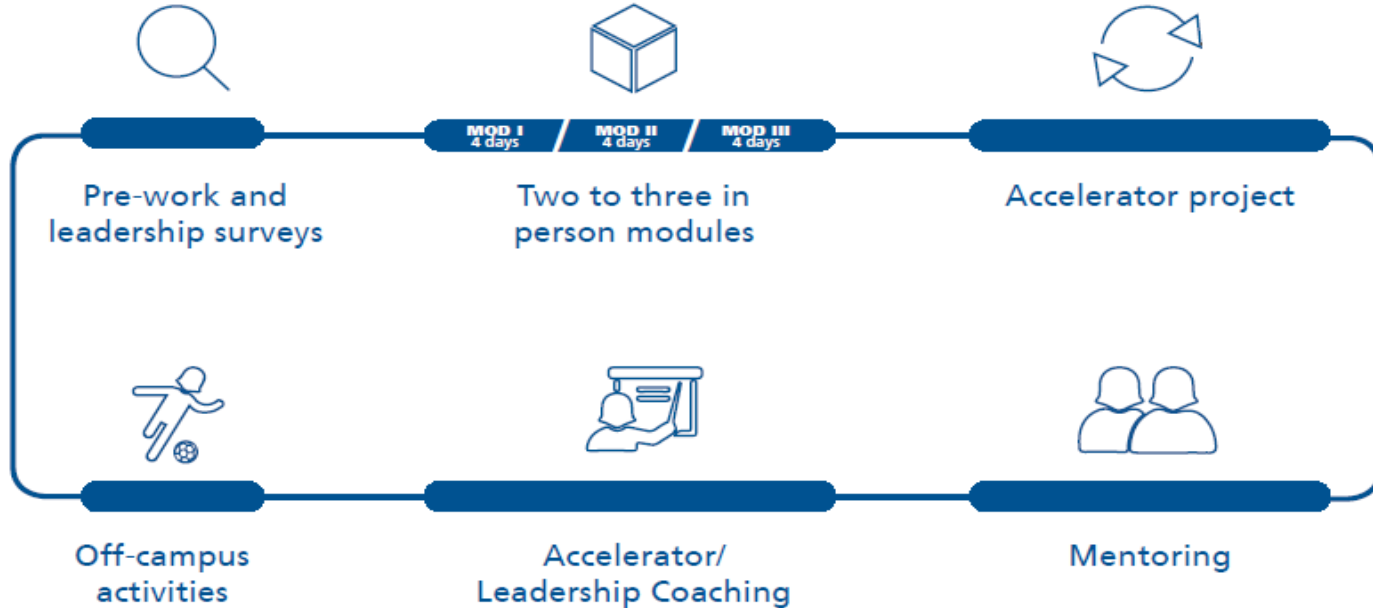 MOD I
4 days
MOD II
4 days
MOD III
4 days
Pre-work and
leadership surveys
Two to three in
person modules
Accelerator project
Off-campus
activities
Accelerator/
Leadership Coaching
Mentoring